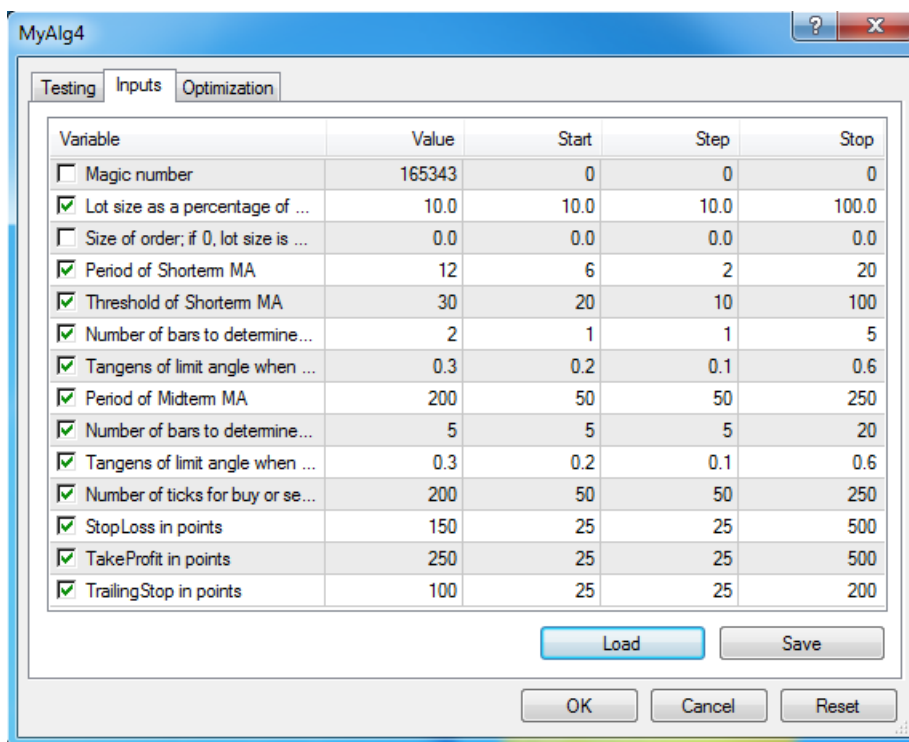 MyAlg4
Testing Inputs Optimization
Variable Value Start Step Stop
Magic number 165343 0 0 0
Lot size as a percentage of ... 10.0 10.0 10.0 100.0
Size of order; if 0, lot size is ... 0.0 0.0 0.0 0.0
Period of Shorterm MA 12 6 2 20
Threshold of Shorterm MA 30 20 10 100
Number of bars to determine... 2 1 1 5
Tangens of limit angle when ... 0.3 0.2 0.1 0.6
Period of Midterm MA 200 50 50 250
Number of bars to determine... 5 5 5 20
Tangens of limit angle when ... 0.3 0.2 0.1 0.6
Number of ticks for buy or se... 200 50 50 250
StopLoss in points 150 25 25 500
TakeProfit in points 250 25 25 500
TrailingStop in points 100 25 25 200
Load Save
OK Cancel Reset